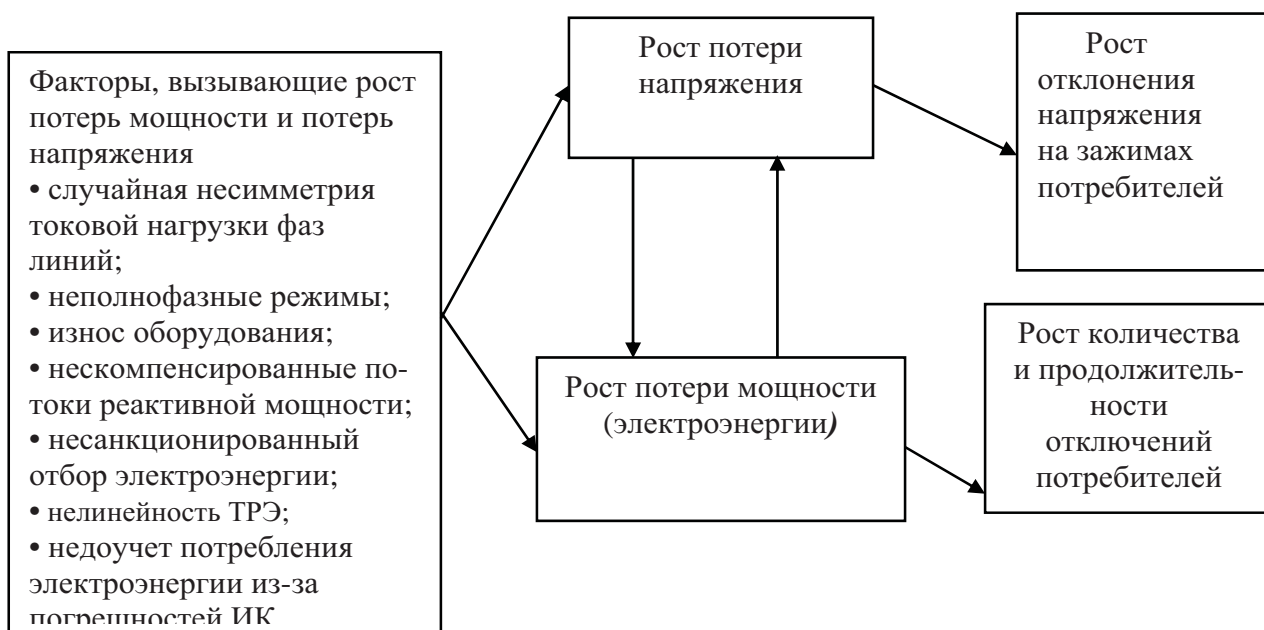 Факторы, вызывающие рост
потерь мощности и потерь
напряжения
• случайная несимметрия
токовой нагрузки фаз
линий;
• неполнофазные режимы;
• износ оборудования;
• нескомпенсированные по-
токи реактивной мощности;
• несанкционированный
отбор электроэнергии;
• нелинейность ТРЭ;
• недоучет потребления
электроэнергии из-за
погрешностей ИК
Рост потери
напряжения
Рост потери мощности
(электроэнергии)
Рост
отклонения
напряжения
на зажимах
потребителей
Рост количества
и продолжитель-
ности
отключений
потребителей